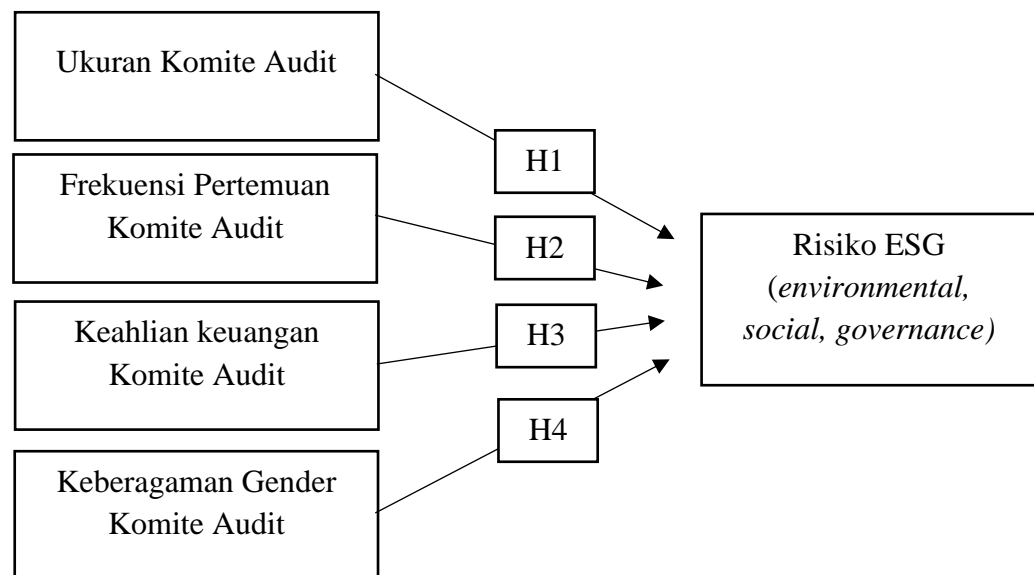 Ukuran Komite Audit
H1
Frekuensi Pertemuan
Komite Audit
H2
Keahlian keuangan
Komite Audit
H3
Keberagaman Gender
Komite Audit
H4
Risiko ESG
(environmental,
social, governance)